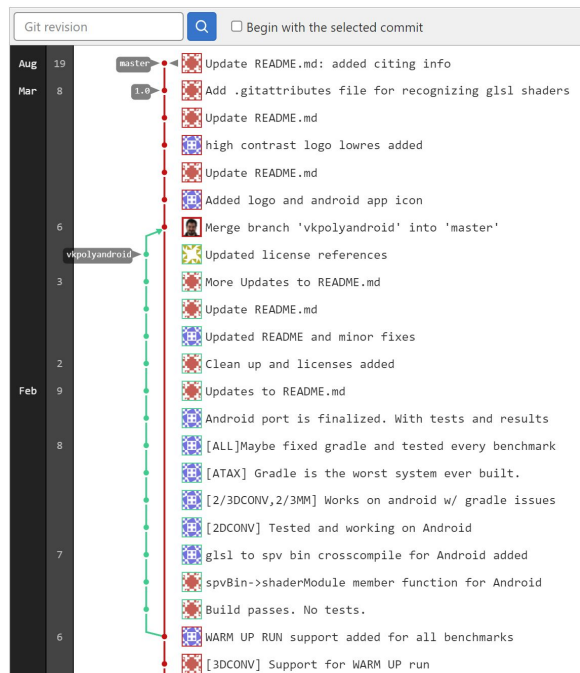 Git revision
Begin with the selected commit
Aug 19 master Update README.md: added citing info
Mar 8 1.0 Add .gitattributes file for recognizing glsl shaders
Update README.md
high contrast logo lowres added
Update README.md
Added logo and android app icon
6 Merge branch 'vkpolyandroid' into 'master'
vkpolyandroid Updated license references
3 More Updates to README.md
Update README.md
Updated README and minor fixes
2 Clean up and licenses added
Feb 9 Updates to README.md
Android port is finalized. With tests and results
8 [ALL]Maybe fixed gradle and tested every benchmark
[ATAX] Gradle is the worst system ever built.
[2/3DCONV,2/3MM] Works on android w/ gradle issues
[2DCONV] Tested and working on Android
7 glsl to spv bin crosscompile for Android added
spvBin->shaderModule member function for Android
Build passes. No tests.
6 WARM UP RUN support added for all benchmarks
[3DCONV] Support for WARM UP run